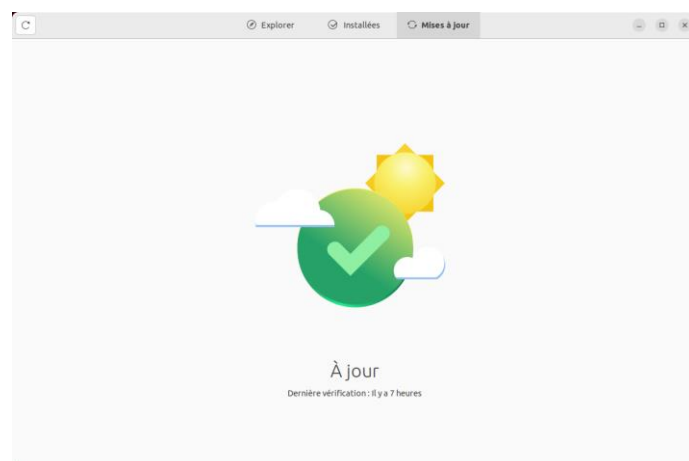 Explorer
Installées
Mises à jour
À jour
Dernière vérification : Il y a 7 heures